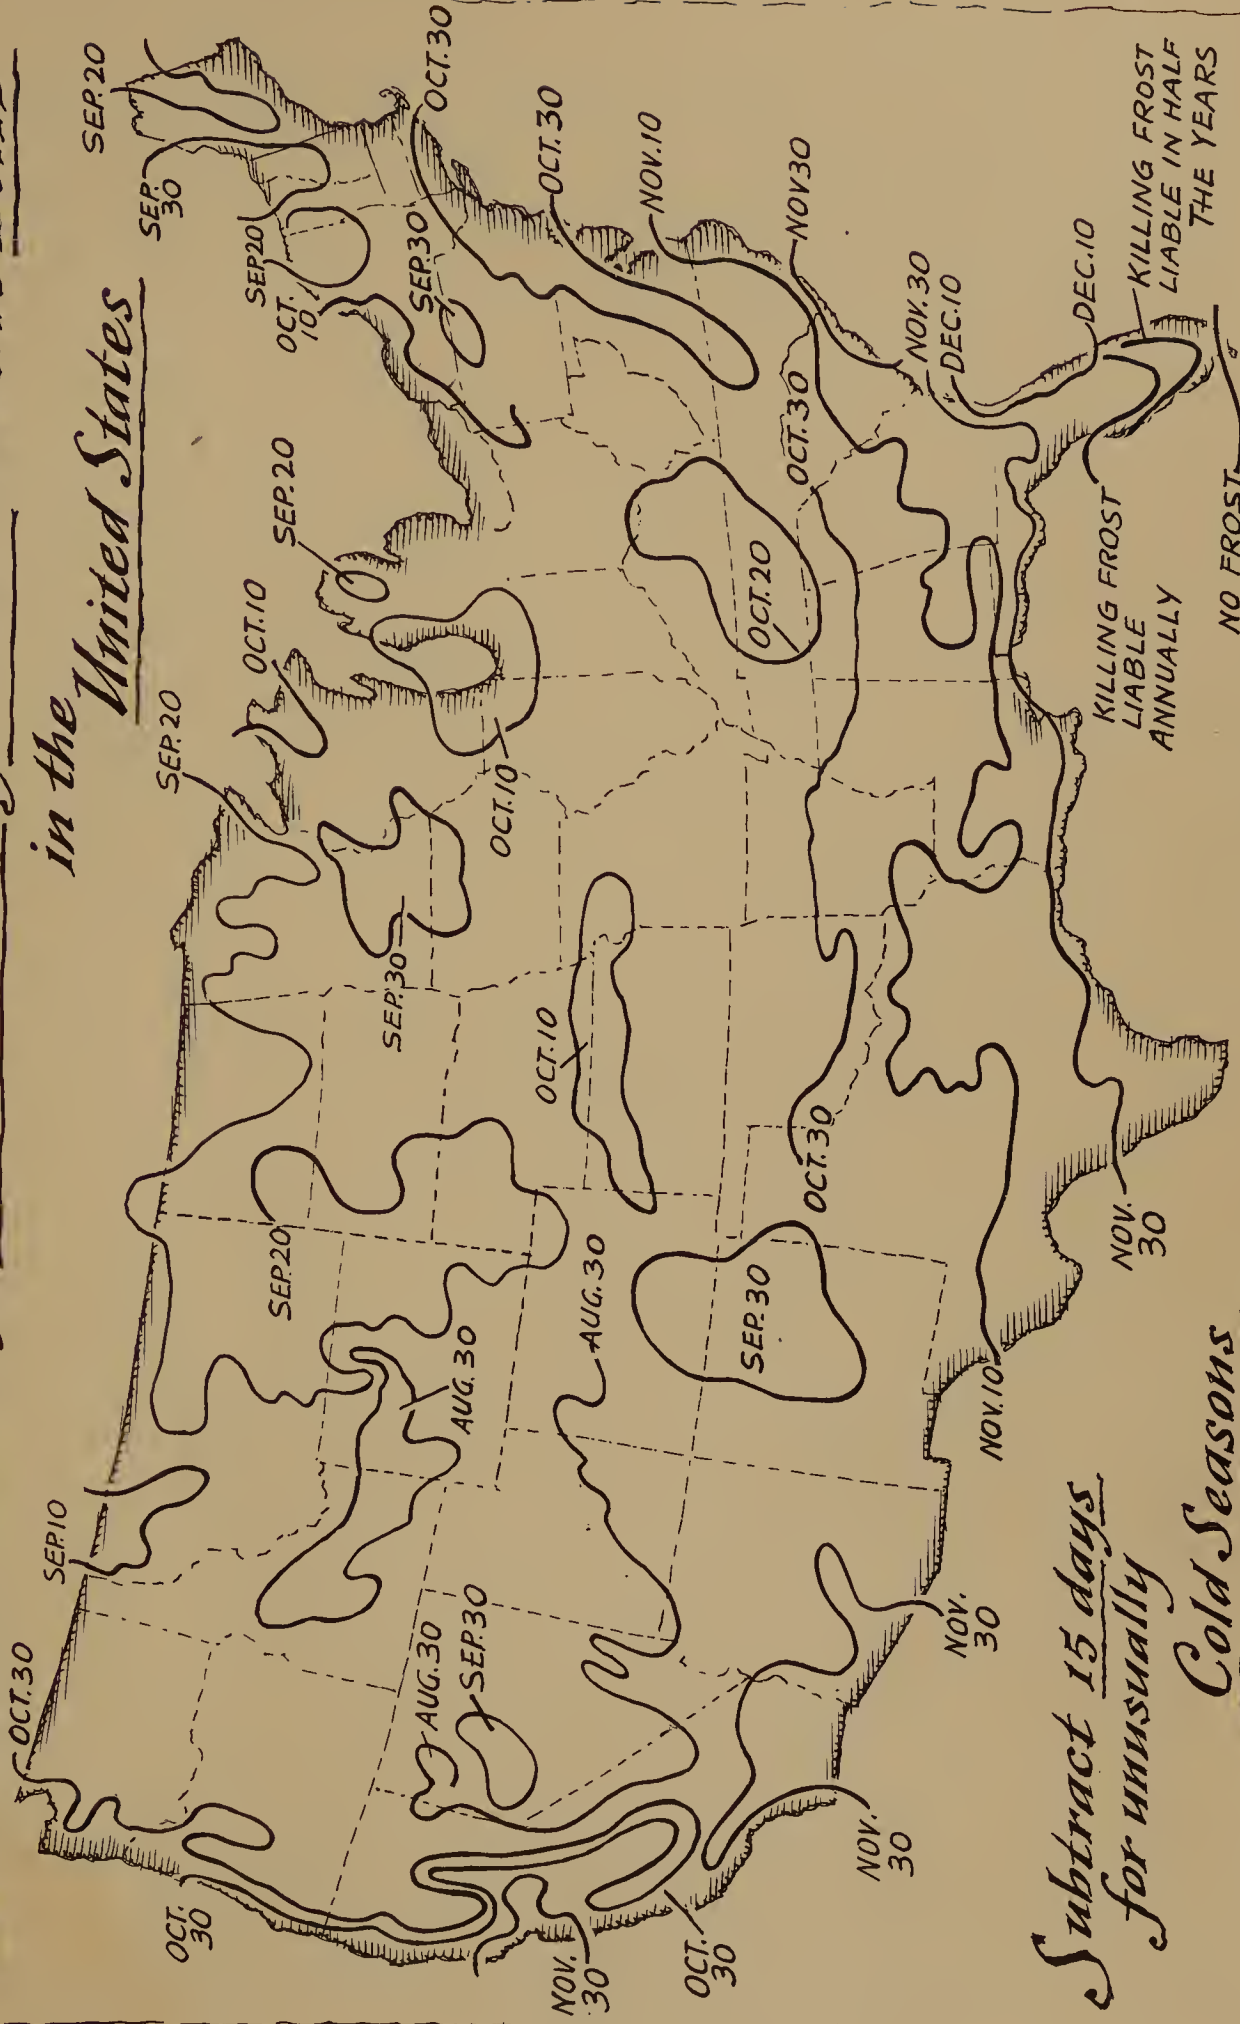 in the
United States
SEP. 20
SEP.
30
SEP 20
OCT.
10
SEP. 30
OCT. 30
OCT. 30
NOV. 10
NOV 30
NOV. 30
DEC. 10
DEC. 10
KILLING FROST
LIABLE IN HALF
THE YEARS
KILLING FROST
LIABLE
ANNUALLY
NO FROST
SEP. 20
OCT. 10
SEP. 20
OCT. 10
OCT. 20
OCT. 30
SEP. 30
OCT. 10
OCT. 30
NOV.
30
SEP. 20
AUG. 30
AUG. 30
SEP. 30
NOV. 10
SEP. 10
OCT. 30
AUG. 30
SEP. 30
NOV.
30
NOV.
30
OCT.
30
NOV.
30
OCT.
30
Subtract 15 days
for unusually
Cold Seasons